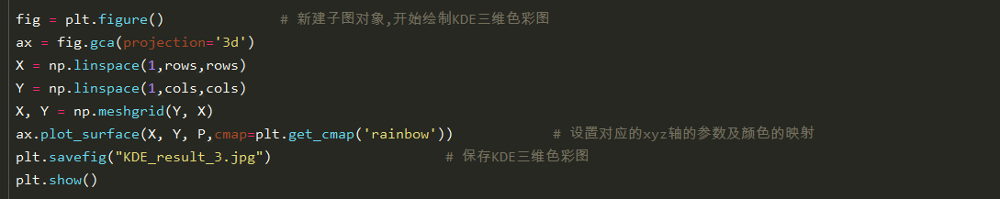 fig = plt.figure() # 新建子图对象,开始绘制KDE三维色彩图
ax = fig.gca(projection='3d')
X = np.linspace(1,rows,rows)
Y = np.linspace(1,cols,cols)
X, Y = np.meshgrid(Y, X)
ax.plot_surface(X, Y, P,cmap=plt.get_cmap('rainbow')) # 设置对应的xyz轴的参数及颜色的映射
plt.savefig("KDE_result_3.jpg") # 保存KDE三维色彩图
plt.show()